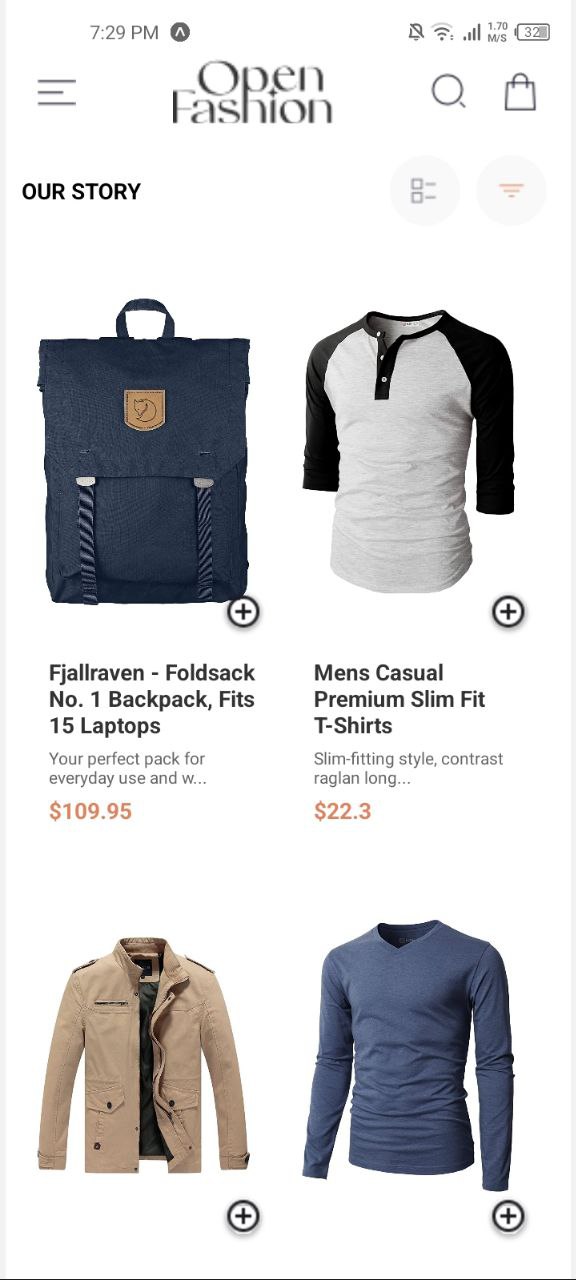 7:29 PM
1.70
M/S
32
Open
Fashion
OUR STORY
Fjallraven - Foldsack
No. 1 Backpack, Fits
15 Laptops
Your perfect pack for
everyday use and w...
$109.95
Mens Casual
Premium Slim Fit
T-Shirts
Slim-fitting style, contrast
raglan long...
$22.3